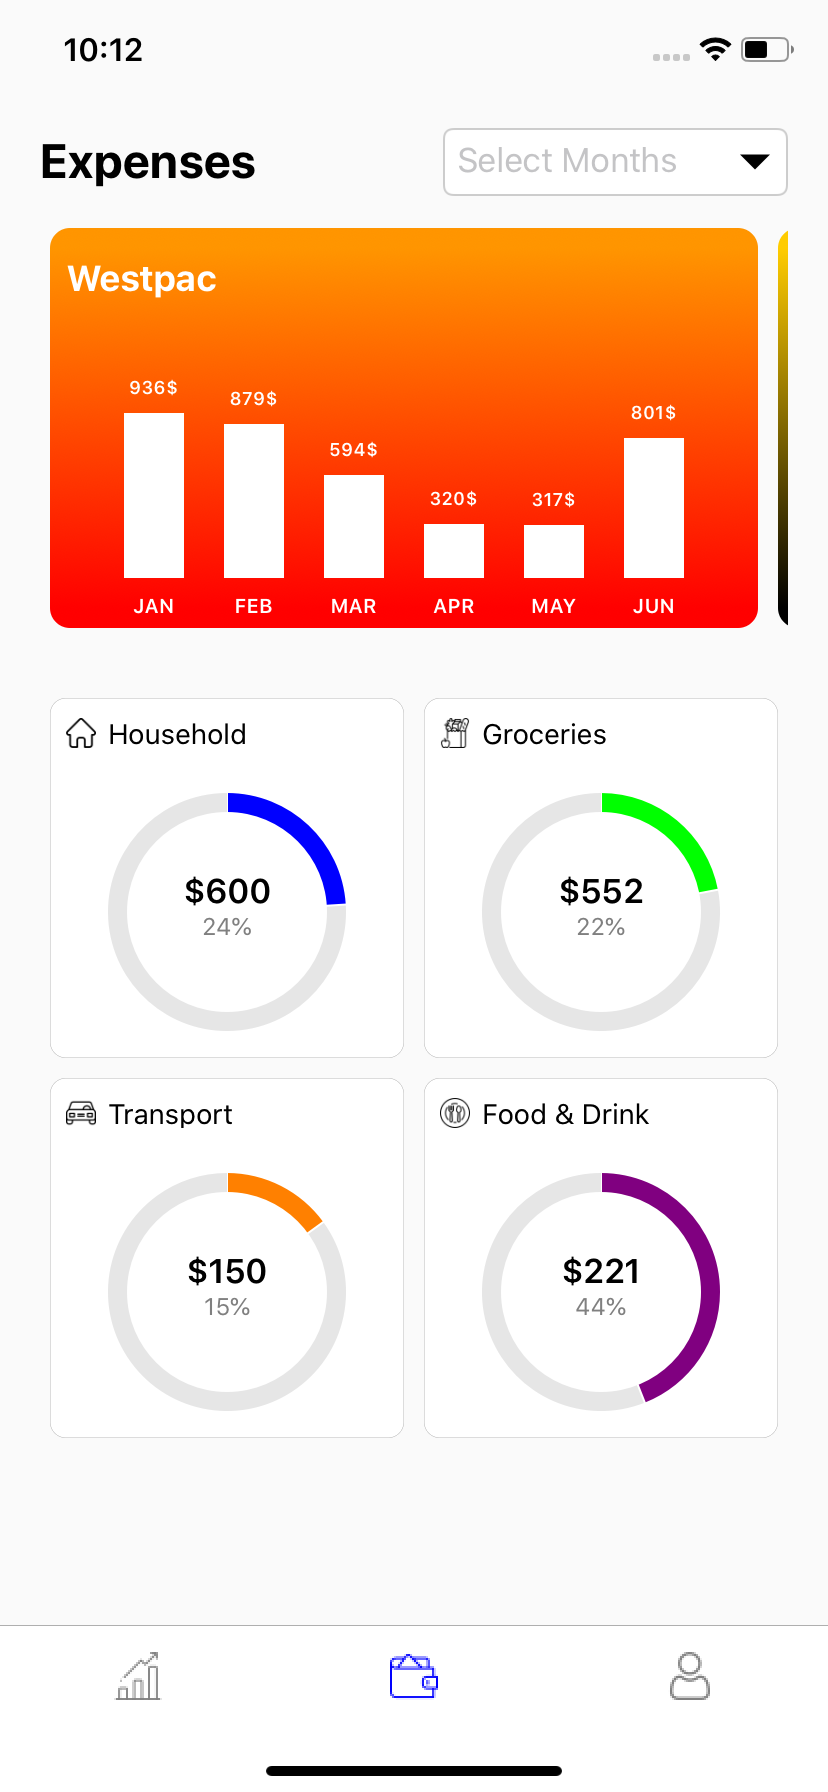 10:12
Expenses
Select Months
Westpac
936$
879$
594$
320$
317$
801$
JAN
FEB
MAR
APR
MAY
JUN
Household
Groceries
$600
24%
$552
22%
Transport
Food & Drink
$150
15%
$221
44%